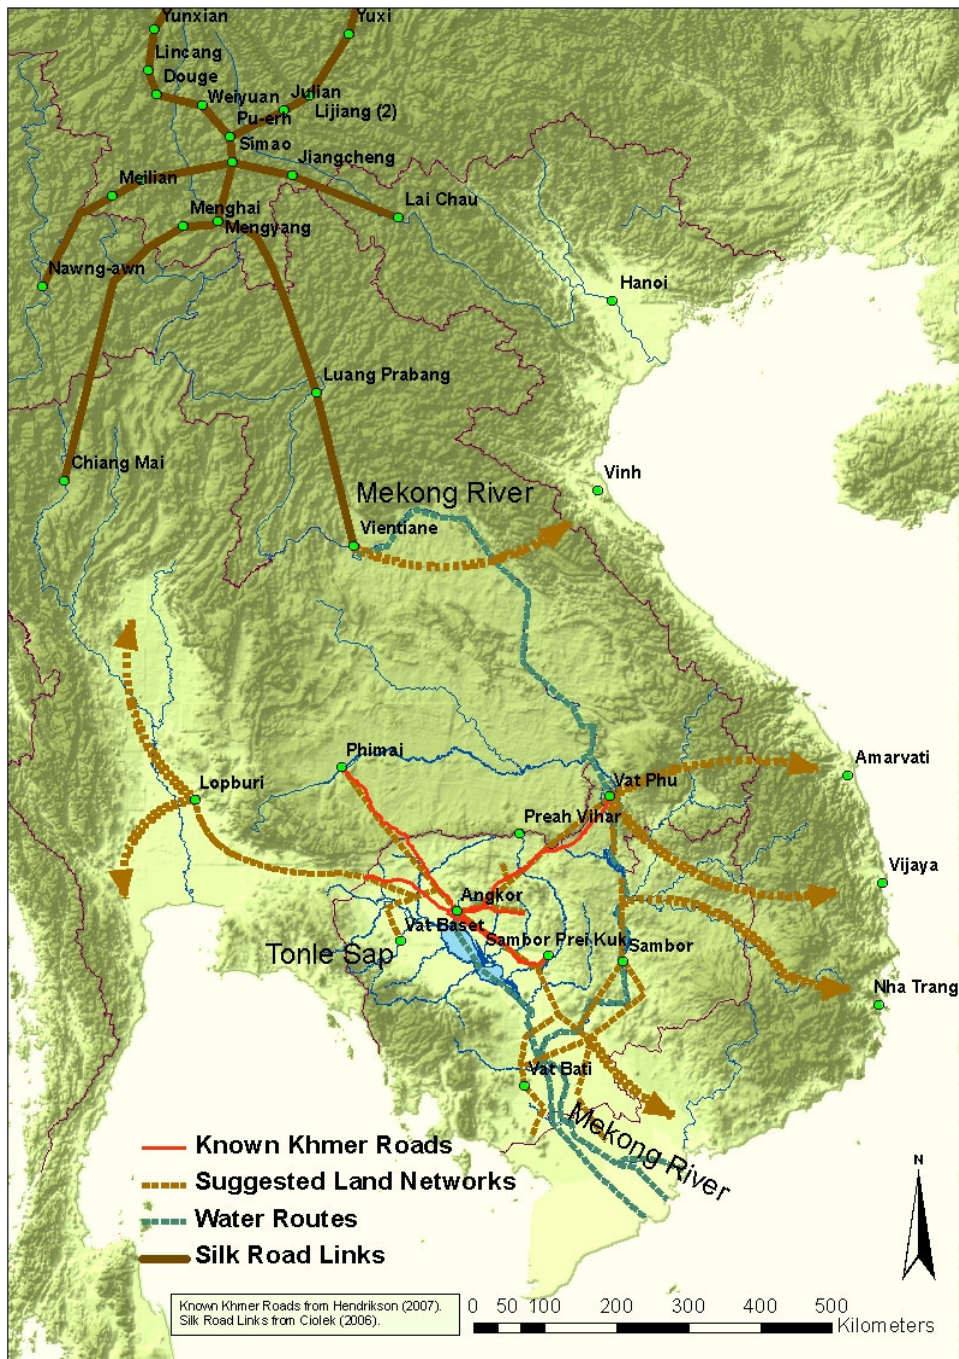 Yunxian
Yuxi
Lincang
Douge
Weiyuan
Julian
Lijiang (2)
Pu-erh
Simao
Jiangcheng
Meilian
Lai Chau
Menghai
Mengyang
Nawng-awn
Hanoi
Luang Prabang
Chiang Mai
Vinh
Mekong River
Vientiane
Phimai
Lopburi
Vat Phu
Amarvati
Preah Vihar
Vijaya
Angkor
Vat Baset
Sambor Prei Kuk
Sambor
Tonle Sap
Nha Trang
Vat Bati
Mekong River
Known Khmer Roads
Suggested Land Networks
Water Routes
Silk Road Links
N
Known Khmer Roads from Hendrikson (2007).
Silk Road Links from Ciolek (2006).
0 50 100 200 300 400 500
Kilometers